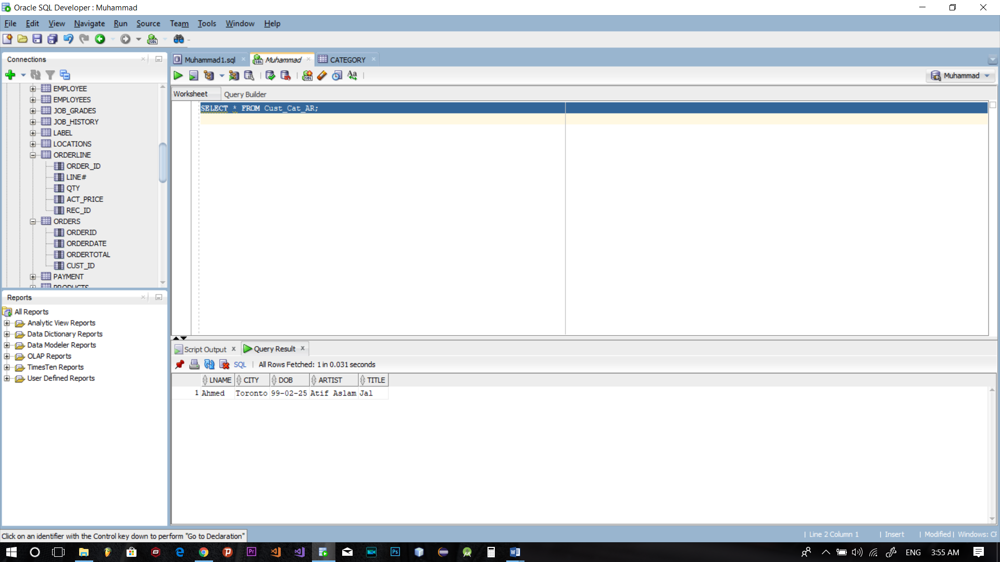 Oracle SQL Developer : Muhammad
File Edit View Navigate Run Source Team Tools Window Help
Connections
EMPLOYEE
EMPLOYEES
JOB_GRADES
JOB_HISTORY
LABEL
LOCATIONS
ORDERLINE
ORDER_ID
LINE#
QTY
ACT_PRICE
REC_ID
ORDERS
ORDERID
ORDERDATE
ORDERTOTAL
CUST_ID
PAYMENT
PRODUCTS
Reports
All Reports
Analytic View Reports
Data Dictionary Reports
Data Modeler Reports
OLAP Reports
TimesTen Reports
User Defined Reports
Muhammad1.sql Muhammad CATEGORY
Muhammad
Worksheet Query Builder
SELECT * FROM Cust_Cat_AR;
Script Output Query Result
SQL All Rows Fetched: 1 in 0.031 seconds
LNAME CITY DOB ARTIST TITLE
1 Ahmed Toronto 99-02-25 Atif Aslam Jal
Click on an identifier with the Control key down to perform "Go to Declaration"
Line 2 Column 1 Insert Modified Windows: CF
ENG 3:55 AM